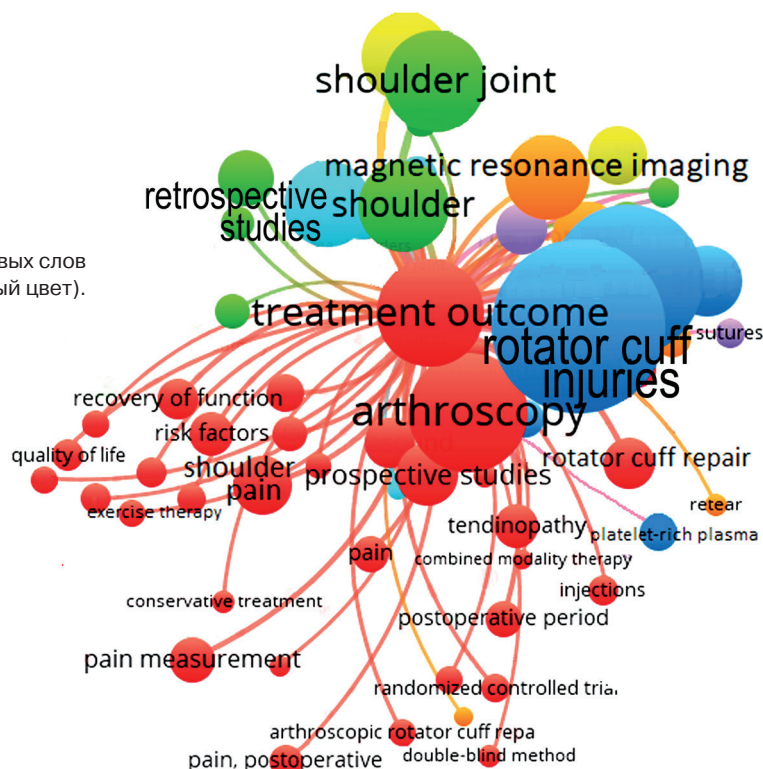 shoulder joint
magnetic resonance imaging
retrospective
studies
shoulder
вых слов
ый цвет).
treatment outcome
rotator cuff
injuries
sutures
recovery of function
arthroscopy
risk factors
quality of life
shoulder
pain
prospective studies
rotator cuff repair
exercise therapy
retear
tendinopathy
platelet-rich plasma
pain
combined modality therapy
injections
conservative treatment
postoperative period
pain measurement
randomized controlled tria
arthroscopic rotator cuff repa
pain, postoperative
double-blind method